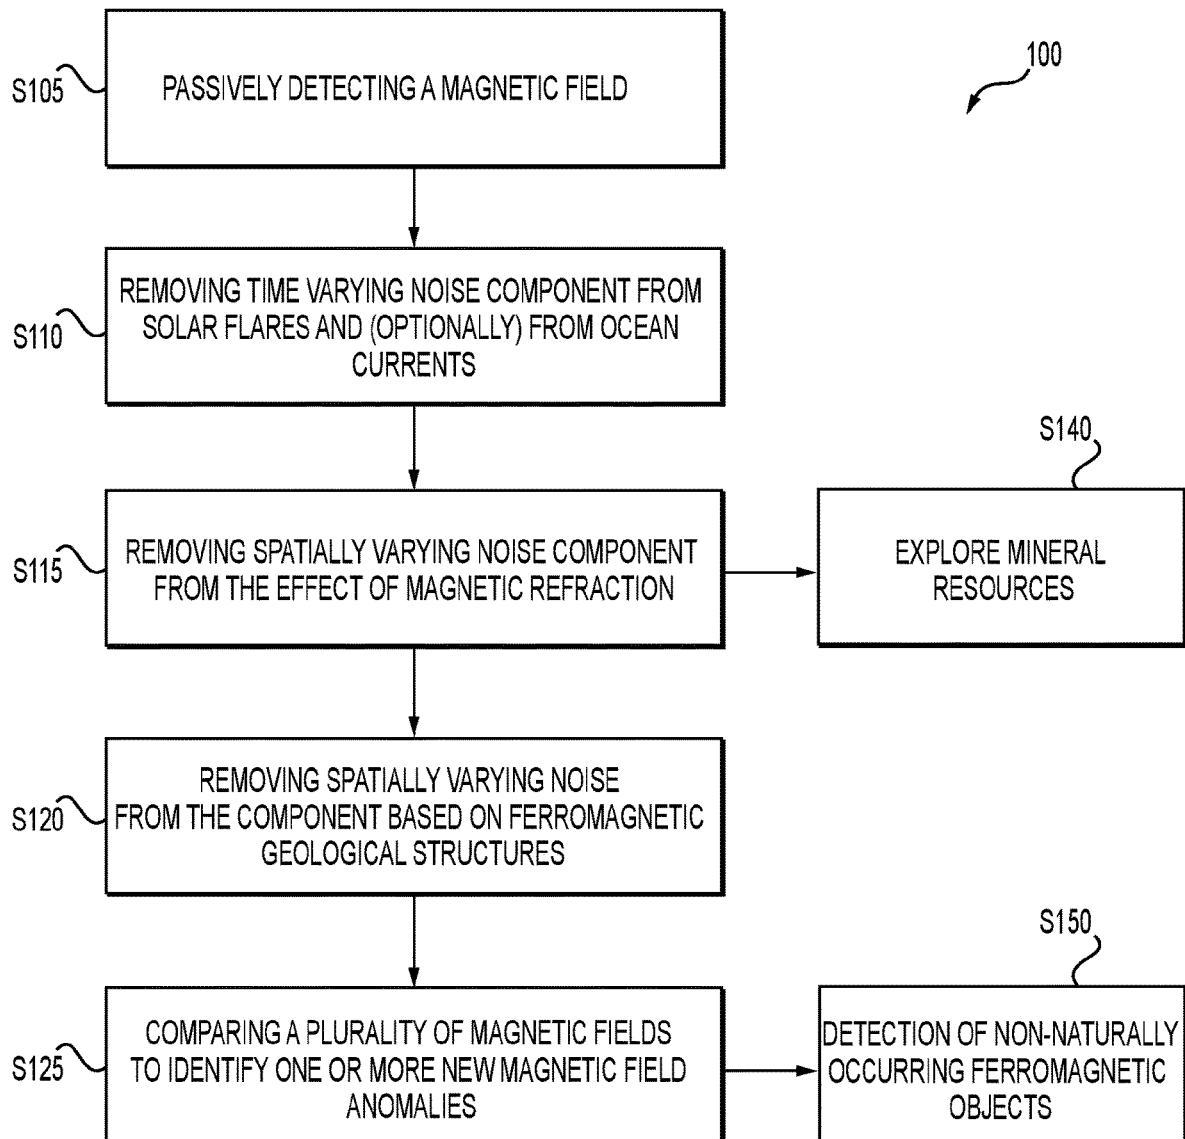 100
S105
PASSIVELY DETECTING A MAGNETIC FIELD
S110
REMOVING TIME VARYING NOISE COMPONENT FROM
SOLAR FLARES AND (OPTIONALLY) FROM OCEAN
CURRENTS
S115
REMOVING SPATIALLY VARYING NOISE COMPONENT
FROM THE EFFECT OF MAGNETIC REFRACTION
S140
EXPLORE MINERAL
RESOURCES
S120
REMOVING SPATIALLY VARYING NOISE
FROM THE COMPONENT BASED ON FERROMAGNETIC
GEOLOGICAL STRUCTURES
S125
COMPARING A PLURALITY OF MAGNETIC FIELDS
TO IDENTIFY ONE OR MORE NEW MAGNETIC FIELD
ANOMALIES
S150
DETECTION OF NON-NATURALLY
OCCURRING FERROMAGNETIC
OBJECTS